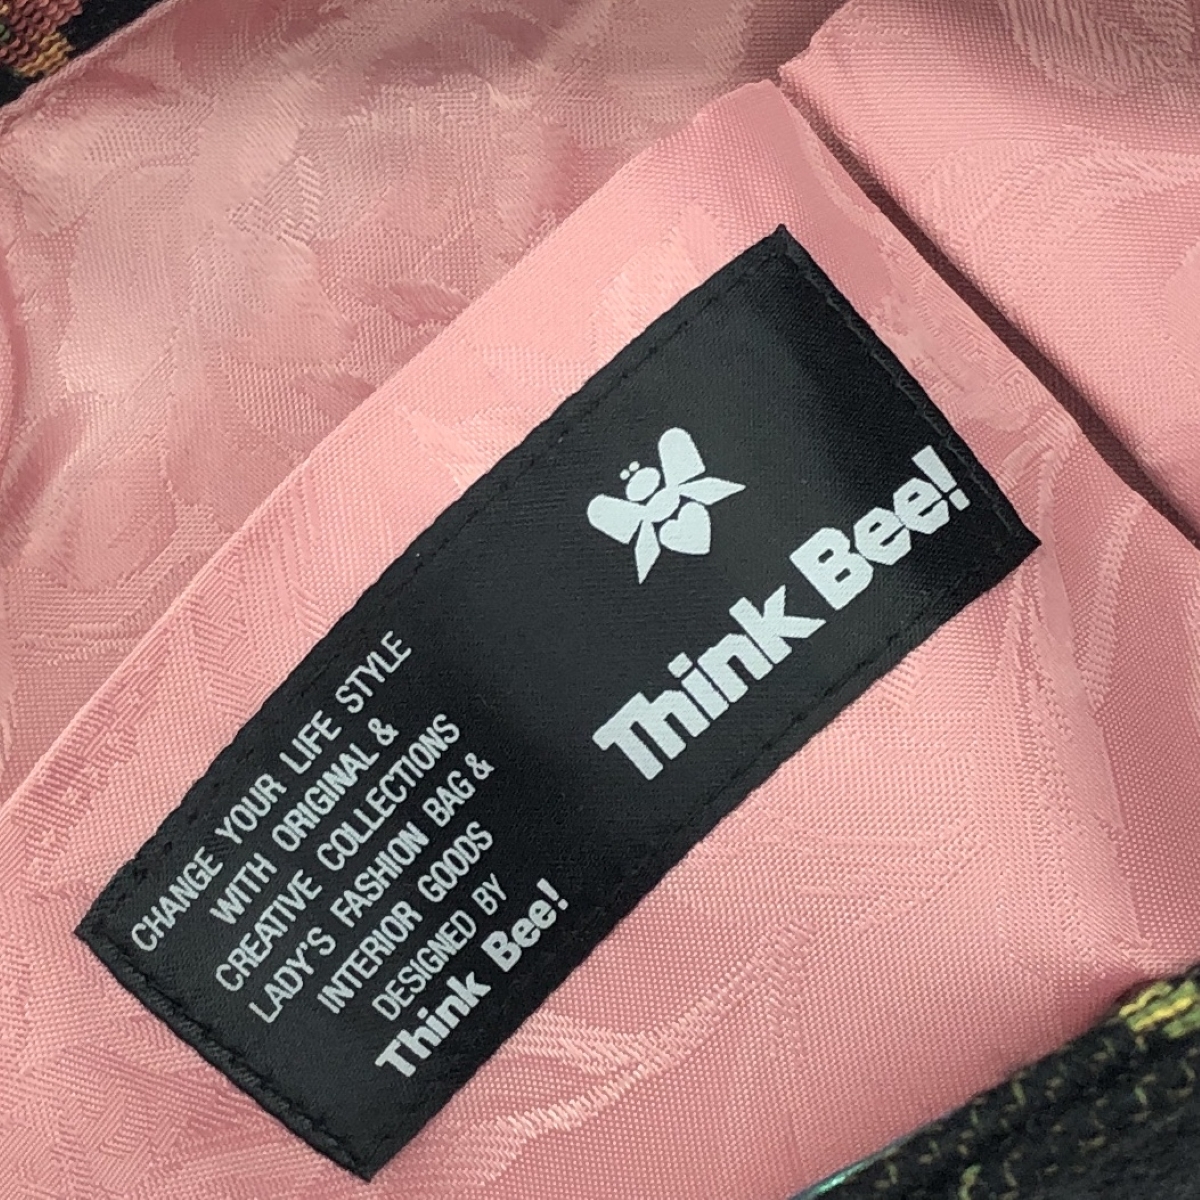 Think Bee!
CHANGE YOUR LIFE STYLE
WITH ORIGINAL &
CREATIVE COLLECTIONS
LADY'S FASHION BAG &
INTERIOR GOODS
DESIGNED BY
Think Bee!